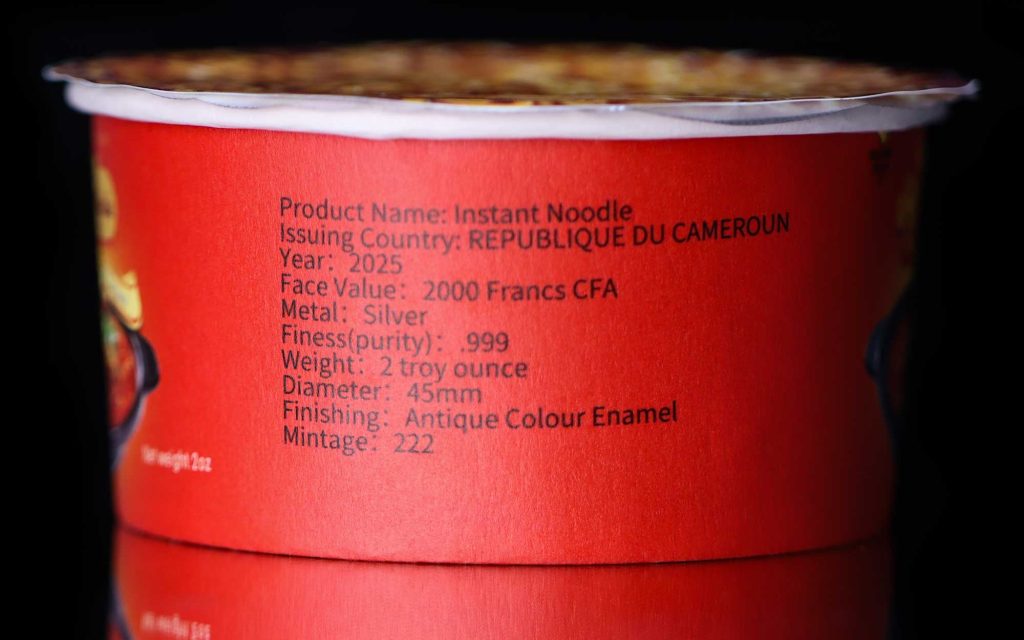 Product Name: Instant Noodle
Issuing Country: REPUBLIQUE DU CAMEROUN
Year： 2025
Face Value： 2000 Francs CFA
Metal： Silver
Finess(purity)： .999
Weight： 2 troy ounce
Diameter： 45mm
Finishing： Antique Colour Enamel
Mintage： 222
Net weight 2oz